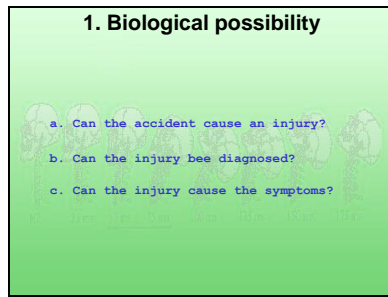 1. Biological possibility
a. Can the accident cause an injury?
b. Can the injury bee diagnosed?
c. Can the injury cause the symptoms?